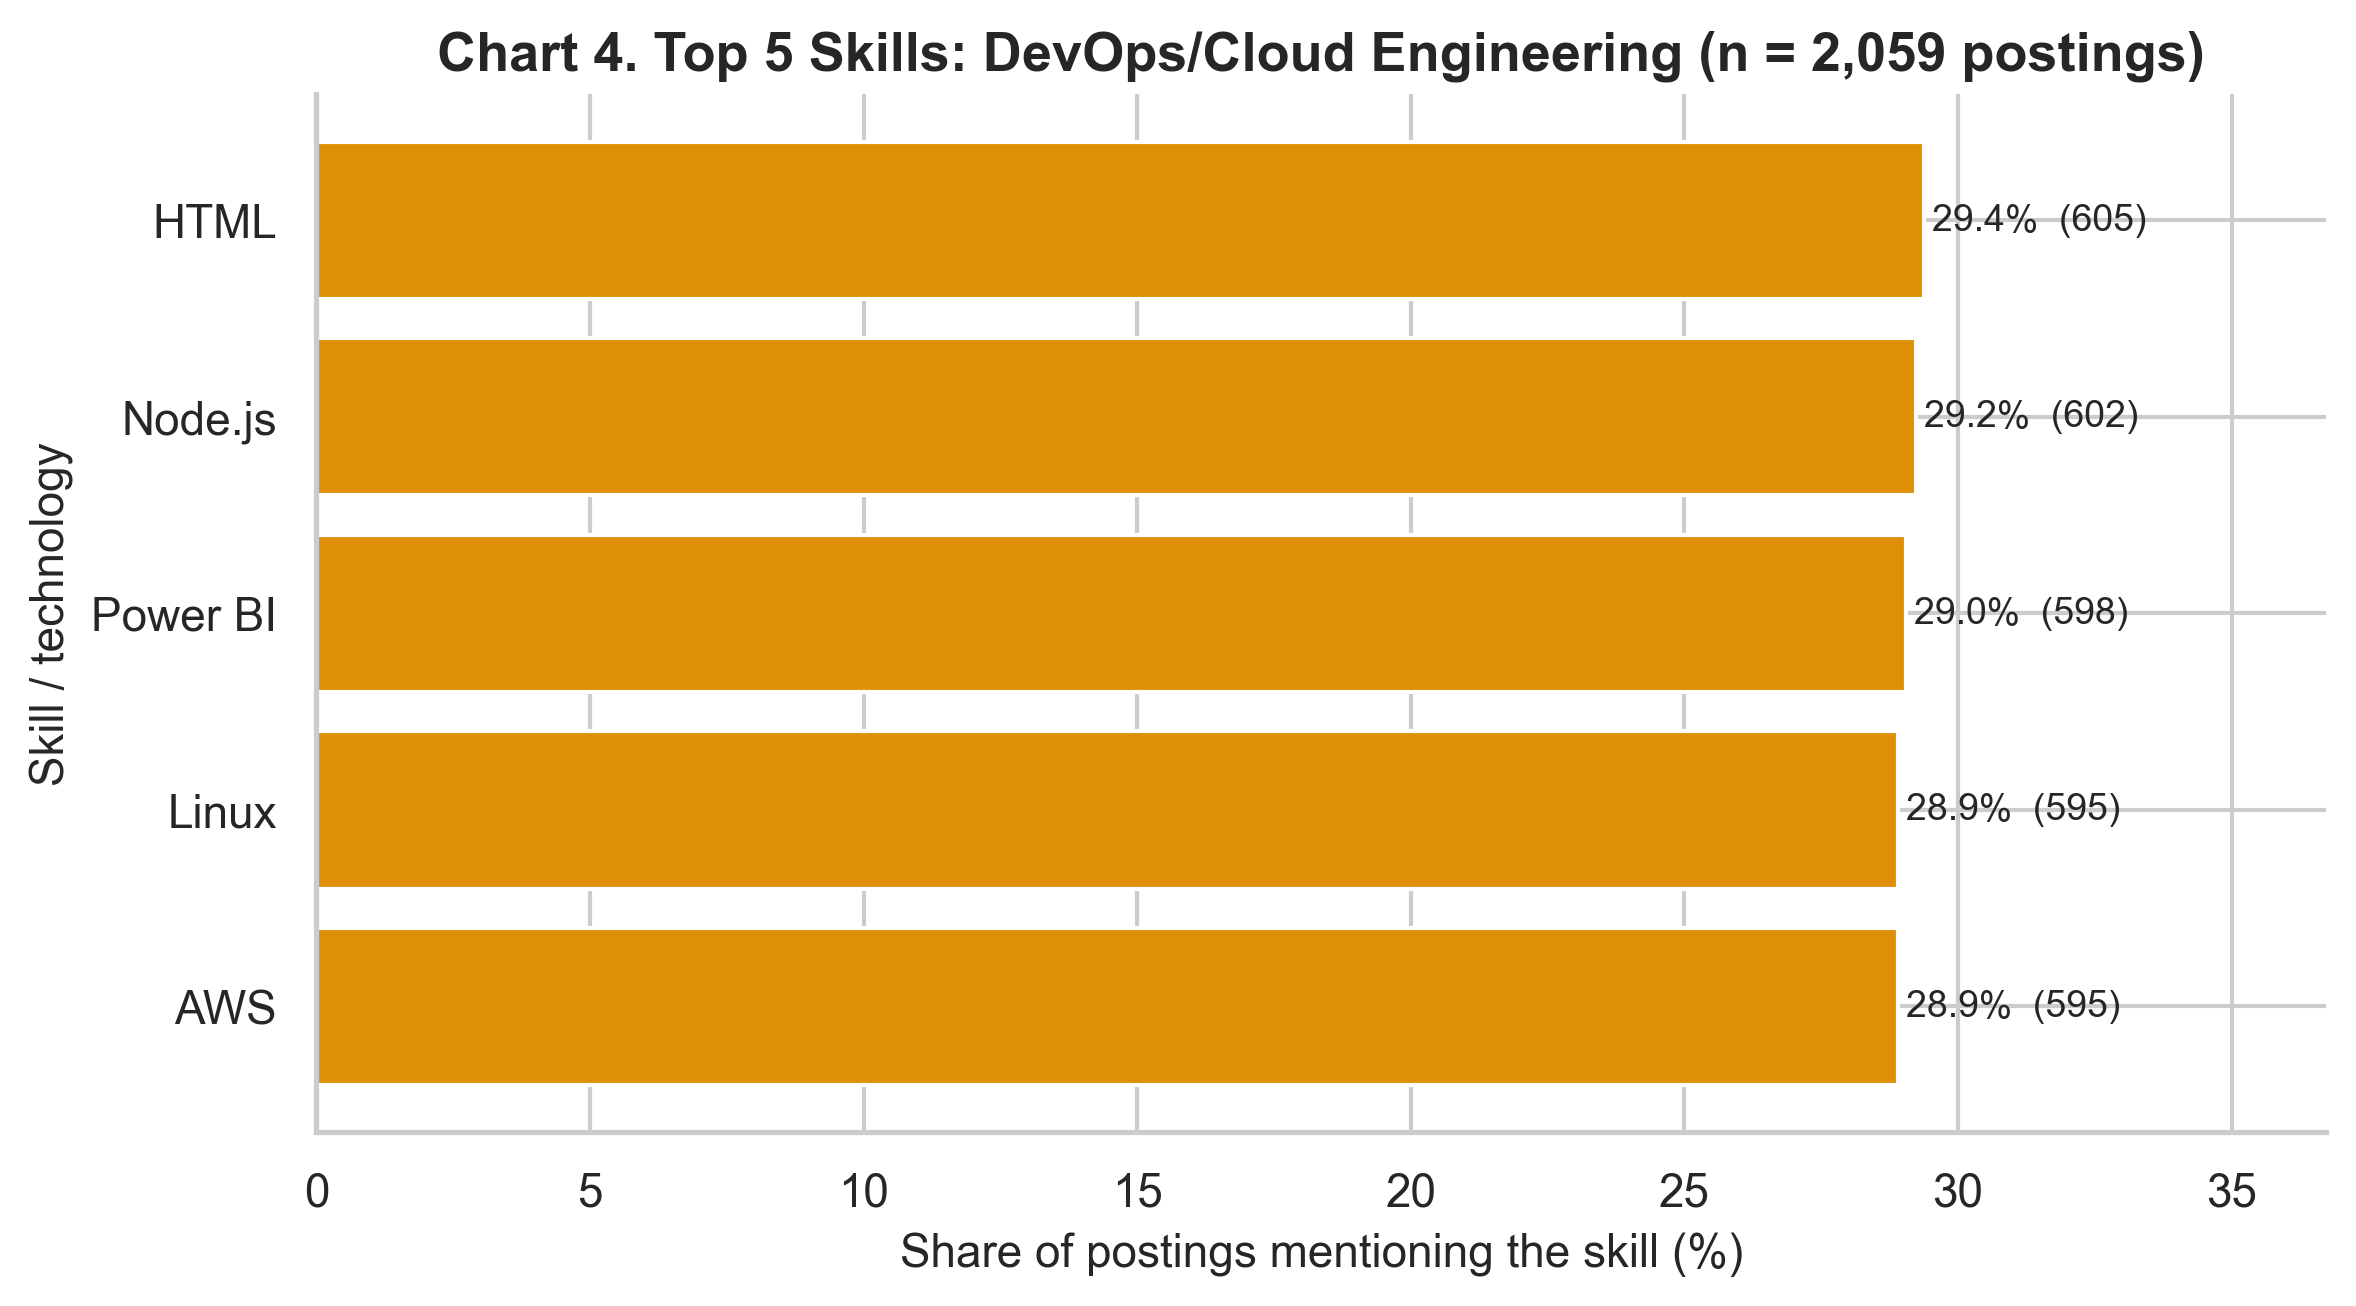 Chart 4. Top 5 Skills: DevOps/Cloud Engineering (n = 2,059 postings)
Skill / technology
HTML
29.4% (605)
Node.js
29.2% (602)
Power BI
29.0% (598)
Linux
28.9% (595)
AWS
28.9% (595)
0 5 10 15 20 25 30 35
Share of postings mentioning the skill (%)